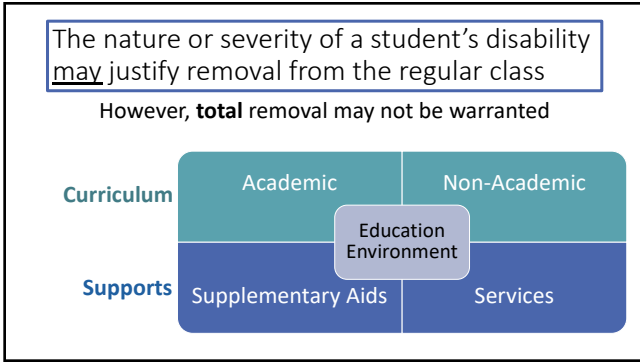 The nature or severity of a student’s disability
may justify removal from the regular class
However, total removal may not be warranted
Curriculum
Academic
Non-Academic
Education
Environment
Supports
Supplementary Aids
Services